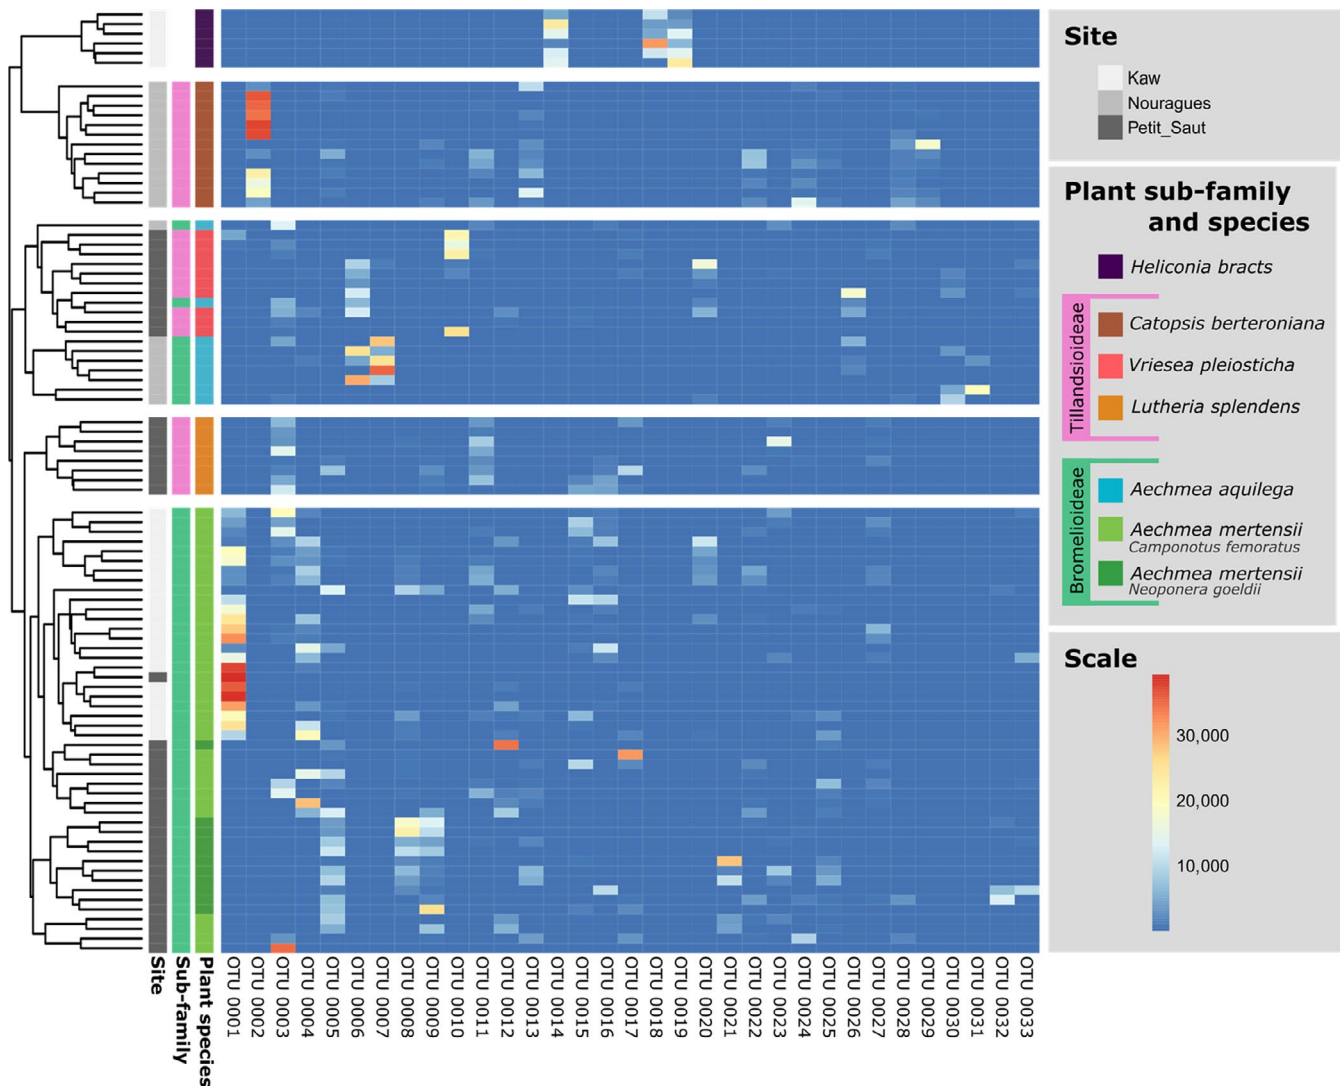 Site
Kaw
Nouragues
Petit_Saut
Plant sub-family
and species
Heliconia bracts
Tillandsioideae
Catopsis berteroniana
Vriesea pleiosticha
Lutheria splendens
Bromelioideae
Aechmea aquilega
Aechmea mertensii
Camponotus femoratus
Aechmea mertensii
Neoponera goeldii
Scale
30,000
20,000
10,000
Site
Sub-family
Plant species
OTU 0001
OTU 0002
OTU 0003
OTU 0004
OTU 0005
OTU 0006
OTU 0007
OTU 0008
OTU 0009
OTU 0010
OTU 0011
OTU 0012
OTU 0013
OTU 0014
OTU 0015
OTU 0016
OTU 0017
OTU 0018
OTU 0019
OTU 0020
OTU 0021
OTU 0022
OTU 0023
OTU 0024
OTU 0025
OTU 0026
OTU 0027
OTU 0028
OTU 0029
OTU 0030
OTU 0031
OTU 0032
OTU 0033